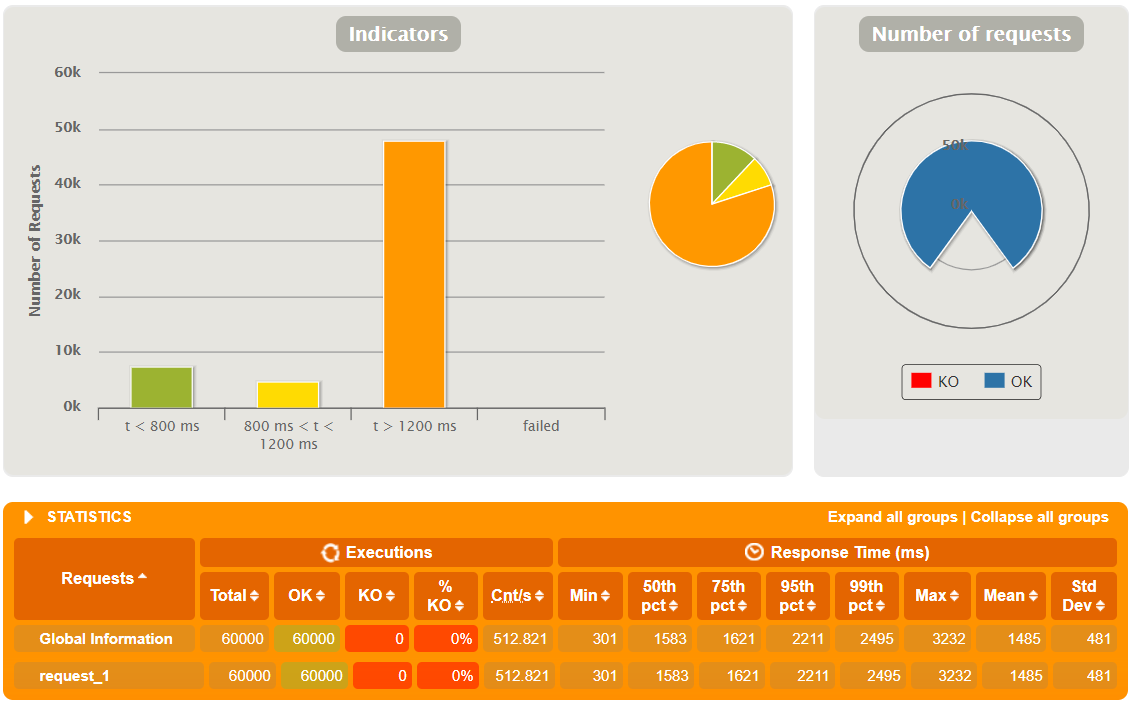 Indicators
60k
50k
40k
30k
20k
10k
0k
Number of Requests
t < 800 ms
800 ms < t <
1200 ms
t > 1200 ms
failed
Number of requests
50k
0k
KO
OK
STATISTICS
Expand all groups | Collapse all groups
Requests
Executions
Response Time (ms)
Total
OK
KO
%
KO
Cnt/s
Min
50th
pct
75th
pct
95th
pct
99th
pct
Max
Mean
Std
Dev
Global Information 60000 60000 0 0% 512.821 301 1583 1621 2211 2495 3232 1485 481
request_1 60000 60000 0 0% 512.821 301 1583 1621 2211 2495 3232 1485 481